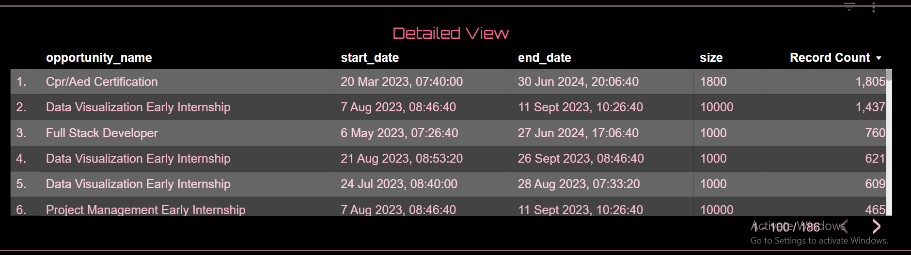 Detailed View
opportunity_name start_date end_date size Record Count
1. Cpr/Aed Certification 20 Mar 2023, 07:40:00 30 Jun 2024, 20:06:40 1800 1,805
2. Data Visualization Early Internship 7 Aug 2023, 08:46:40 11 Sept 2023, 10:26:40 10000 1,437
3. Full Stack Developer 6 May 2023, 07:26:40 27 Jun 2024, 17:06:40 1000 760
4. Data Visualization Early Internship 21 Aug 2023, 08:53:20 26 Sept 2023, 08:46:40 1000 621
5. Data Visualization Early Internship 24 Jul 2023, 08:40:00 28 Aug 2023, 07:33:20 1000 609
6. Project Management Early Internship 7 Aug 2023, 08:46:40 11 Sept 2023, 10:26:40 10000 465
1 - 100 / 186
Activate Windows
Go to Settings to activate Windows.